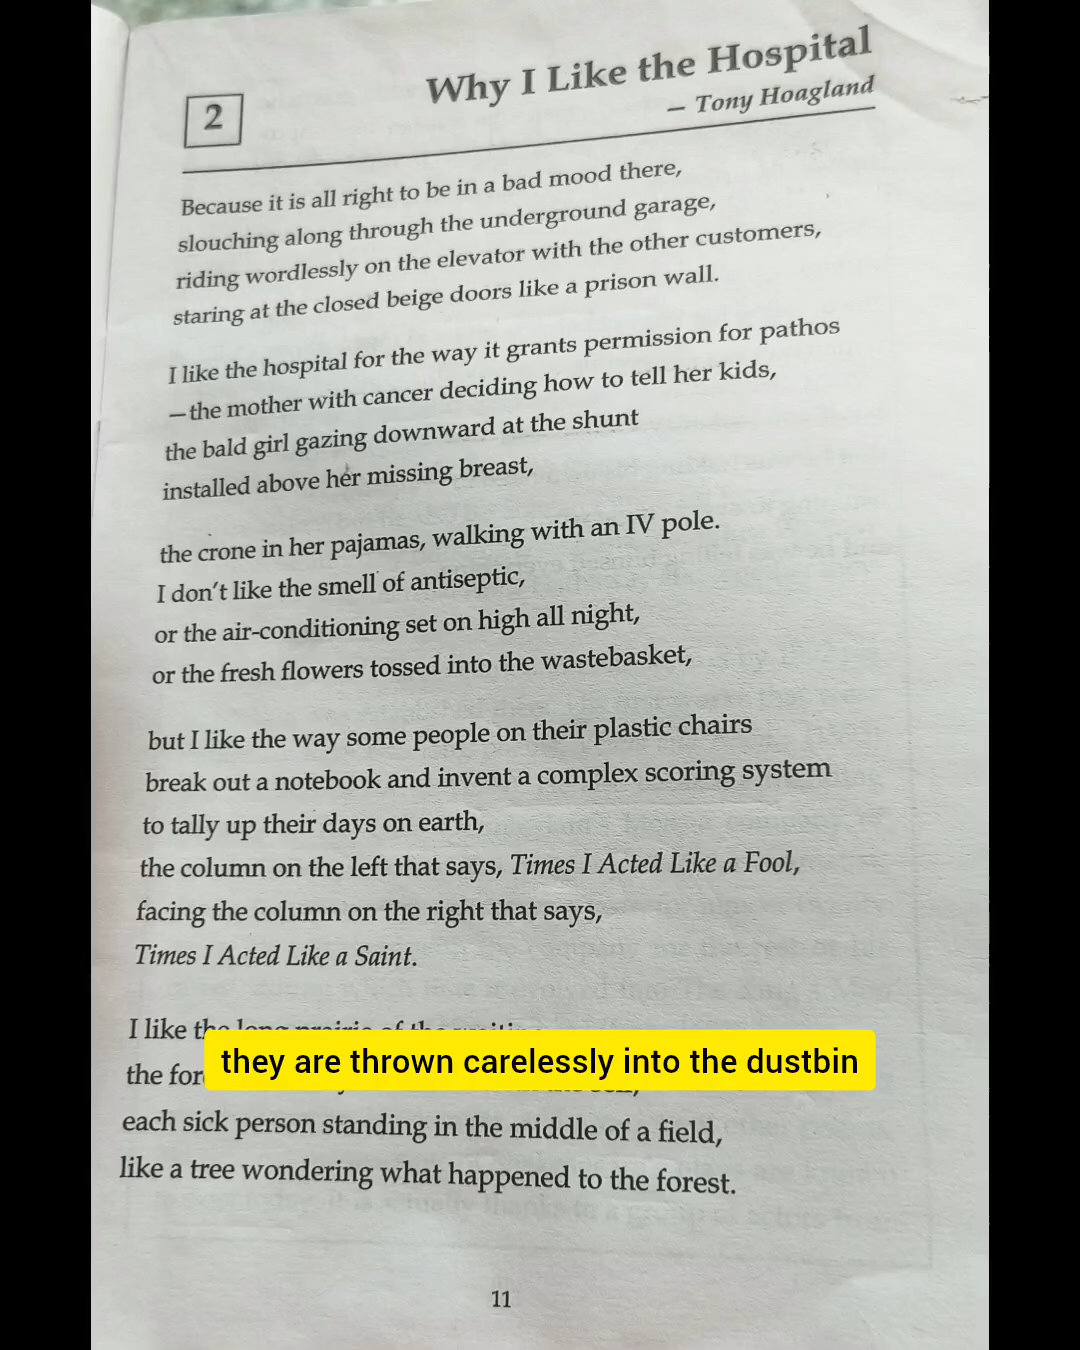 2
Why I Like the Hospital
— Tony Hoagland
Because it is all right to be in a bad mood there,
slouching along through the underground garage,
riding wordlessly on the elevator with the other customers,
staring at the closed beige doors like a prison wall.
I like the hospital for the way it grants permission for pathos
—the mother with cancer deciding how to tell her kids,
the bald girl gazing downward at the shunt
installed above her missing breast,
the crone in her pajamas, walking with an IV pole.
I don't like the smell of antiseptic,
or the air-conditioning set on high all night,
or the fresh flowers tossed into the wastebasket,
but I like the way some people on their plastic chairs
break out a notebook and invent a complex scoring system
to tally up their days on earth,
the column on the left that says, Times I Acted Like a Fool,
facing the column on the right that says,
Times I Acted Like a Saint.
I like the long prairie of the
they are thrown carelessly into the dustbin
the
each sick person standing in the middle of a field,
like a tree wondering what happened to the forest.
11